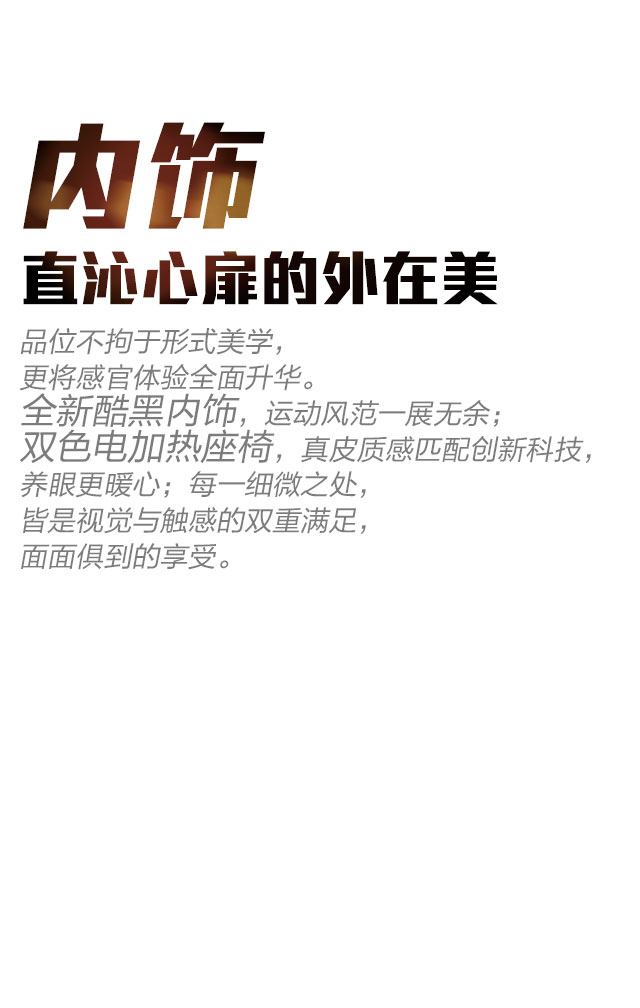 内饰
直沁心扉的外在美
品位不拘于形式美学，
更将感官体验全面升华。
全新酷黑内饰，运动风范一展无余；
双色电加热座椅，真皮质感匹配创新科技，
养眼更暖心；每一细微之处，
皆是视觉与触感的双重满足，
面面俱到的享受。